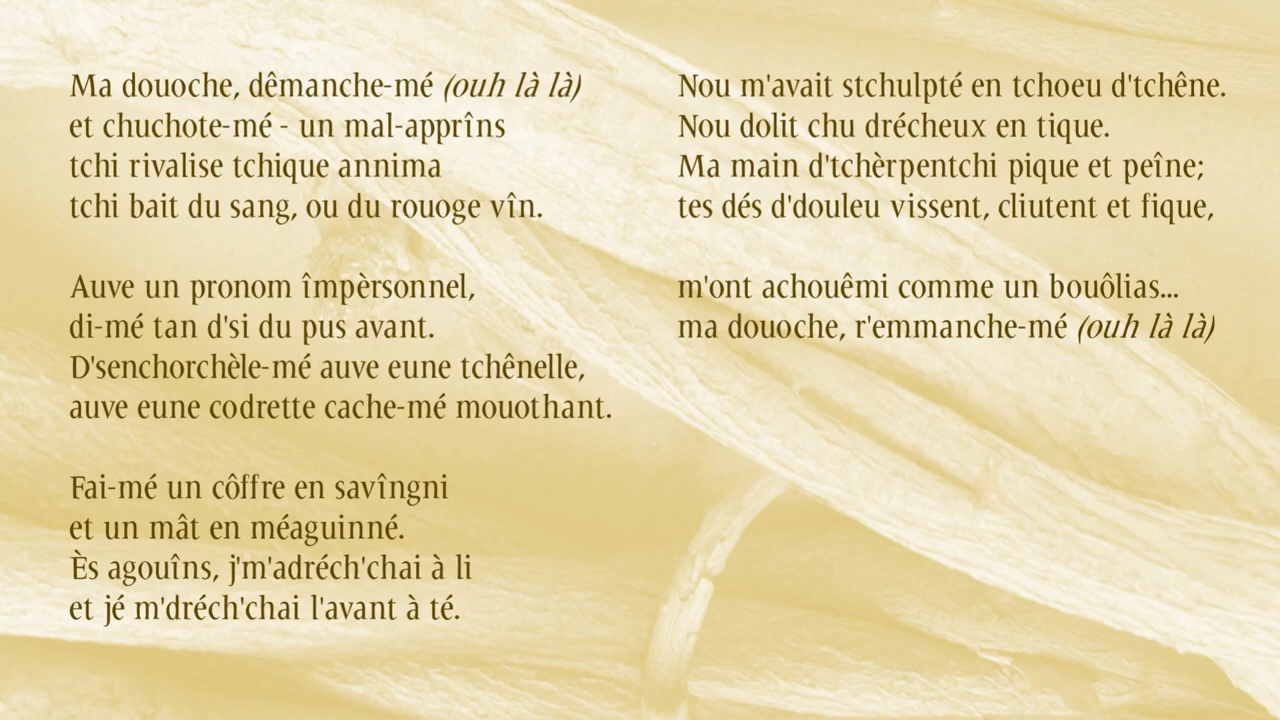 Ma douoche, dêmanche-mé (ouh là là)
et chuchote-mé - un mal-apprîns
tchi rivalise tchique annima
tchi bait du sang, ou du rouoge vîn.
Auve un pronom împèrsonnel,
di-mé tan d'si du pus avant.
D'senchorchèle-mé auve eune tchênelle,
auve eune codrette cache-mé mouothant.
Fai-mé un côffre en savîngni
et un mât en méaguinné.
Ès agouîns, j'm'adréch'chai à li
et jé m'dréch'chai l'avant à té.
Nou m'avait stchulpté en tchoeu d'tchêne.
Nou dolit chu drécheux en tique.
Ma main d'tchèrpentchi pique et peîne;
tes dés d'douleu vissent, cliutent et fique,
m'ont achouêmi comme un bouôlias...
ma douoche, r'emmanche-mé (ouh là là)